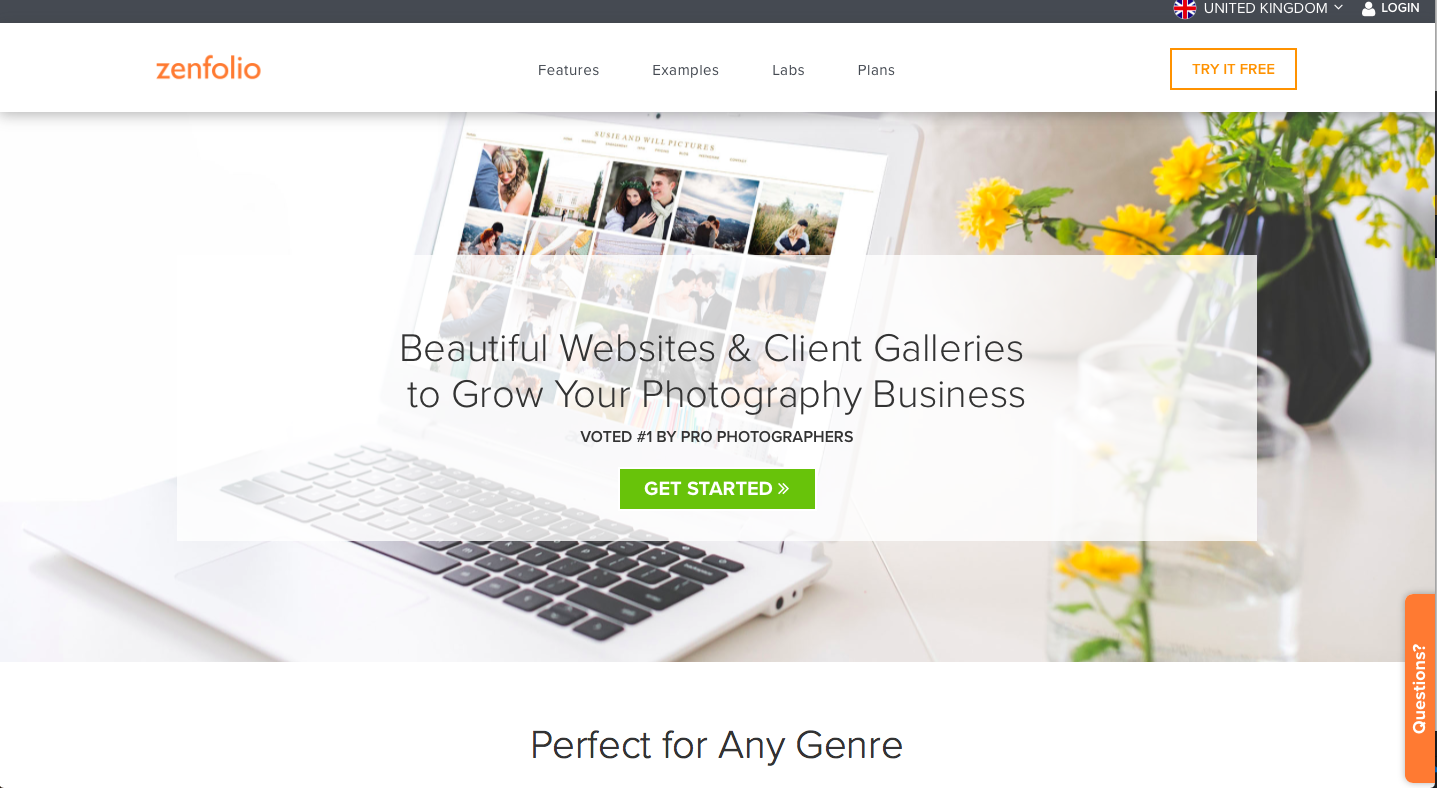 UNITED KINGDOM
LOGIN
zenfolio
Features
Examples
Labs
Plans
TRY IT FREE
SUSIE AND WILL PICTURES
Beautiful Websites & Client Galleries
to Grow Your Photography Business
VOTED #1 BY PRO PHOTOGRAPHERS
GET STARTED »
Questions?
Perfect for Any Genre